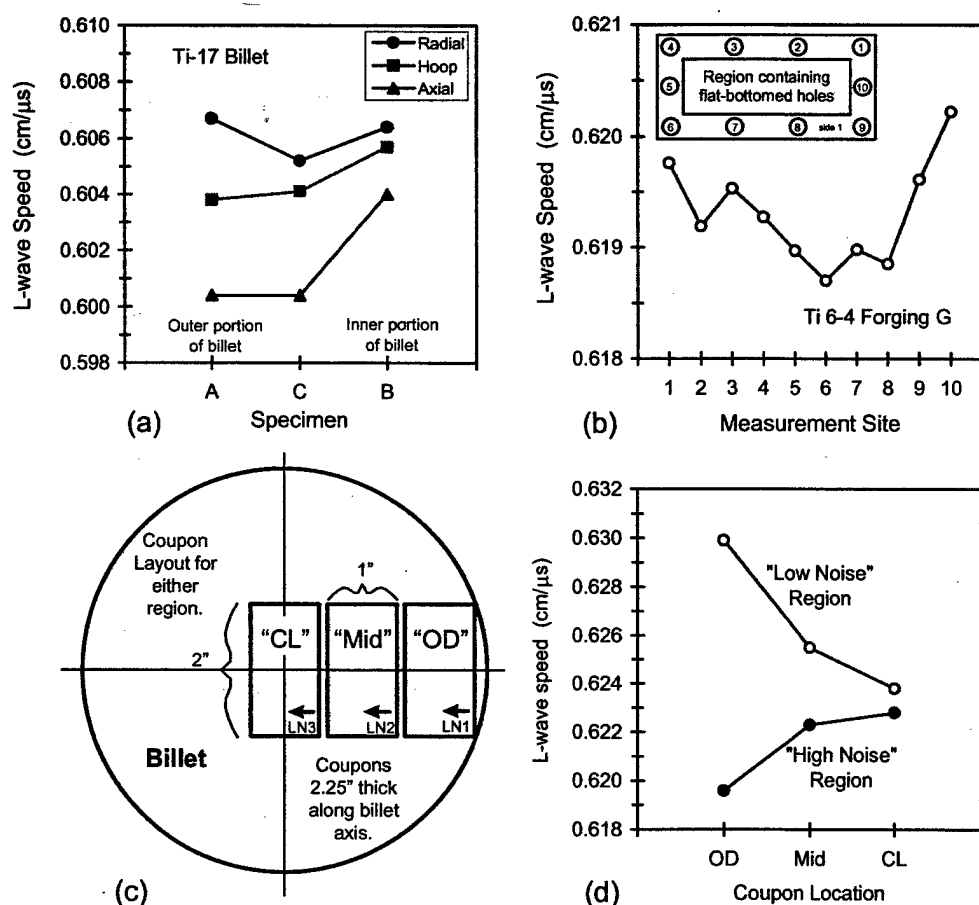 0.610
0.608
0.606
0.604
0.602
0.600
0.598
L-wave Speed (cm/µs)
Ti-17 Billet
Radial
Hoop
Axial
Outer portion
of billet
Inner portion
of billet
A
C
B
(a)
Specimen
0.621
0.620
0.619
0.618
L-wave Speed (cm/µs)
4
3
2
1
5
Region containing
flat-bottomed holes
10
6
7
8
side 1
9
Ti 6-4 Forging G
1 2 3 4 5 6 7 8 9 10
(b)
Measurement Site
Coupon
Layout for
either
region.
1"
2"
"CL"
"Mid"
"OD"
LN3
LN2
LN1
Billet
Coupons
2.25" thick
along billet
axis.
(c)
0.632
0.630
0.628
0.626
0.624
0.622
0.620
0.618
L-wave speed (cm/µs)
"Low Noise"
Region
"High Noise"
Region
OD
Mid
CL
(d)
Coupon Location